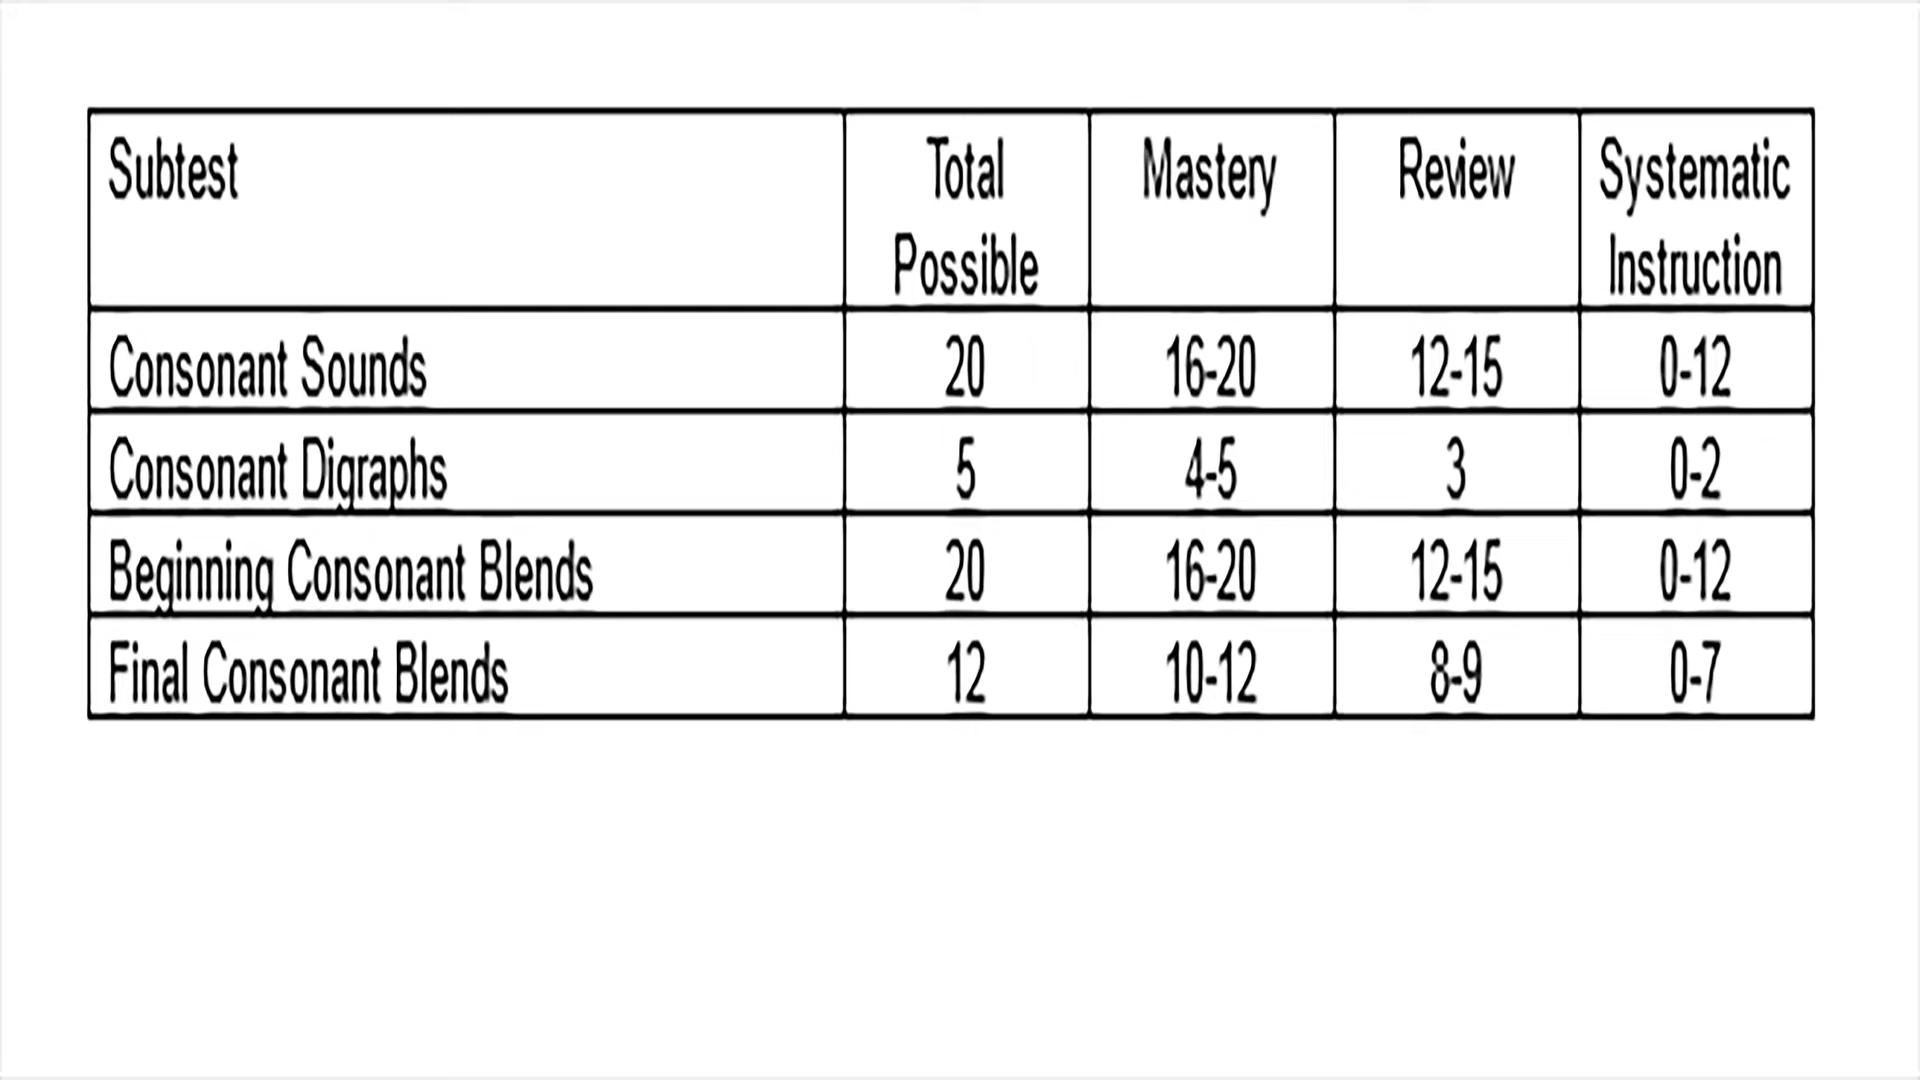 Subtest Total Possible Mastery Review Systematic Instruction
Consonant Sounds 20 16-20 12-15 0-12
Consonant Digraphs 5 4-5 3 0-2
Beginning Consonant Blends 20 16-20 12-15 0-12
Final Consonant Blends 12 10-12 8-9 0-7